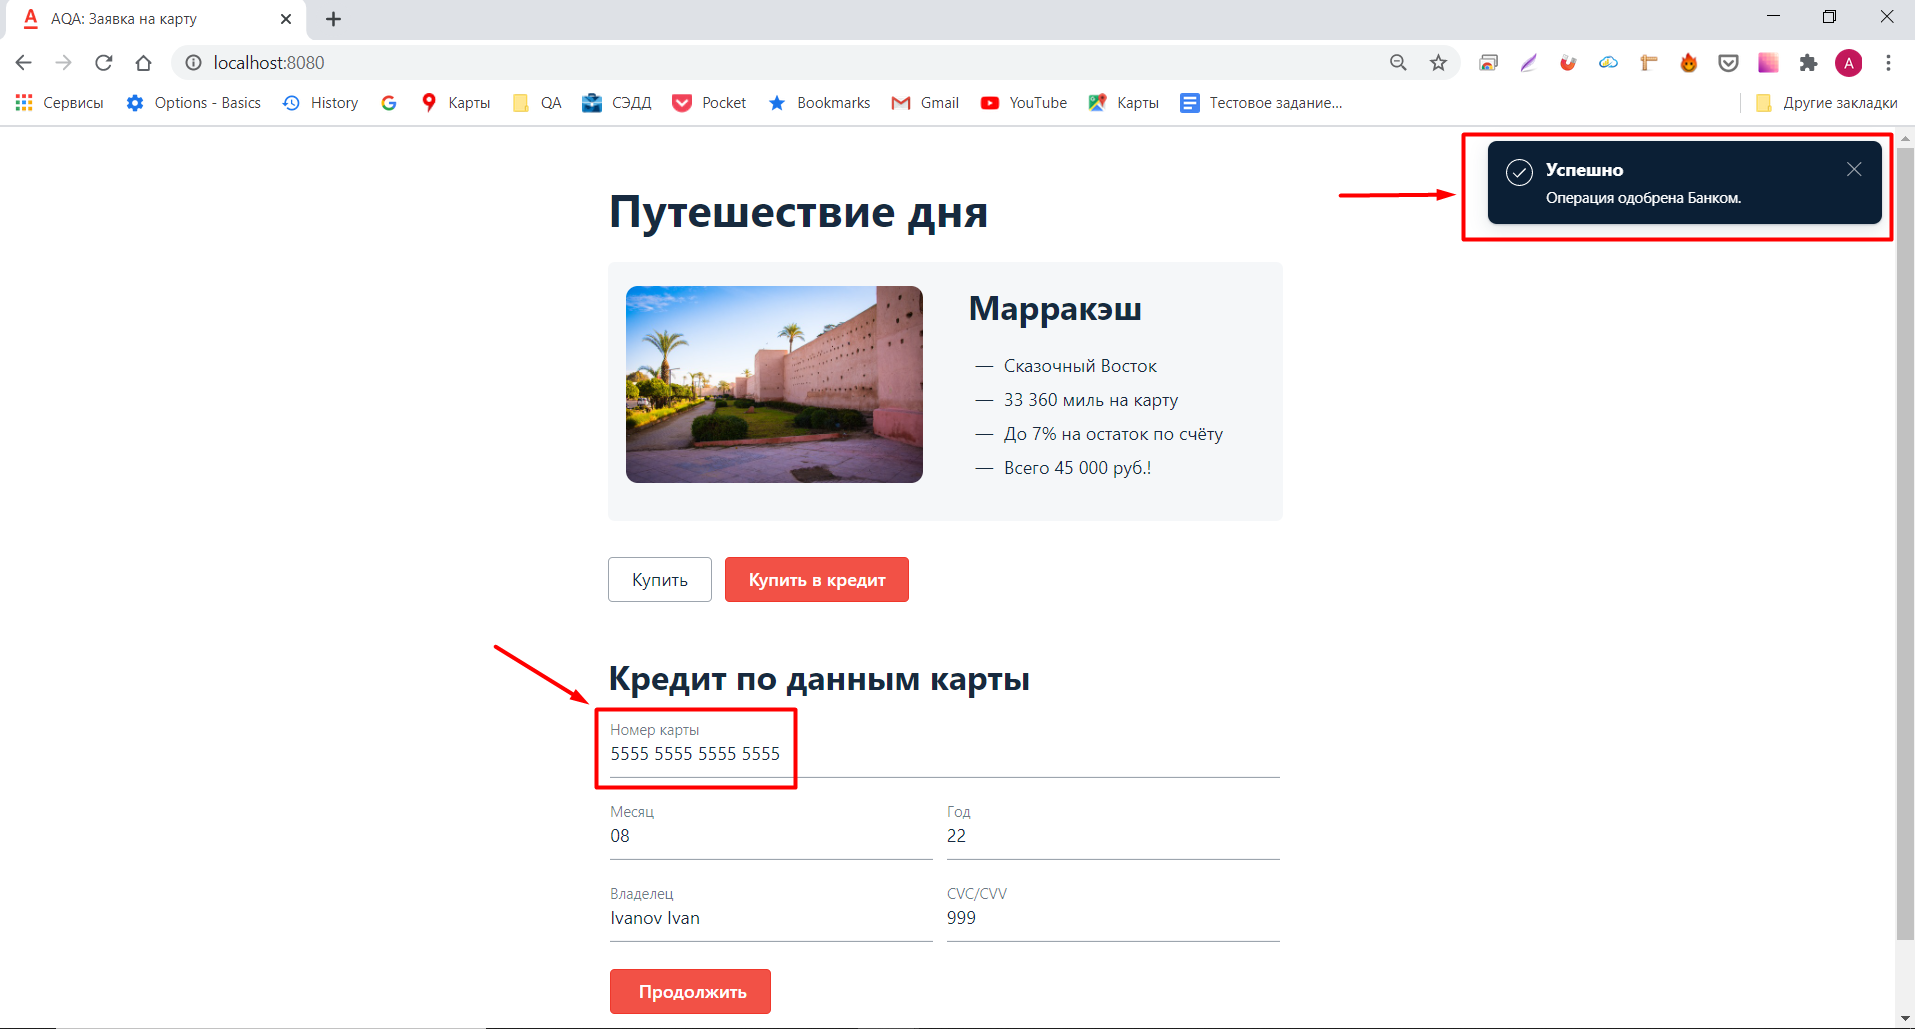 AQA: Заявка на карту
localhost:8080
A
Сервисы
Options - Basics
History
Карты
QA
СЭДД
Pocket
Bookmarks
Gmail
YouTube
Карты
Тестовое задание...
Другие закладки
Успешно
Операция одобрена Банком.
Путешествие дня
Марракэш
— Сказочный Восток
— 33 360 миль на карту
— До 7% на остаток по счёту
— Всего 45 000 руб.!
Купить
Купить в кредит
Кредит по данным карты
Номер карты
5555 5555 5555 5555
Месяц
Год
08
22
Владелец
CVC/CVV
Ivanov Ivan
999
Продолжить